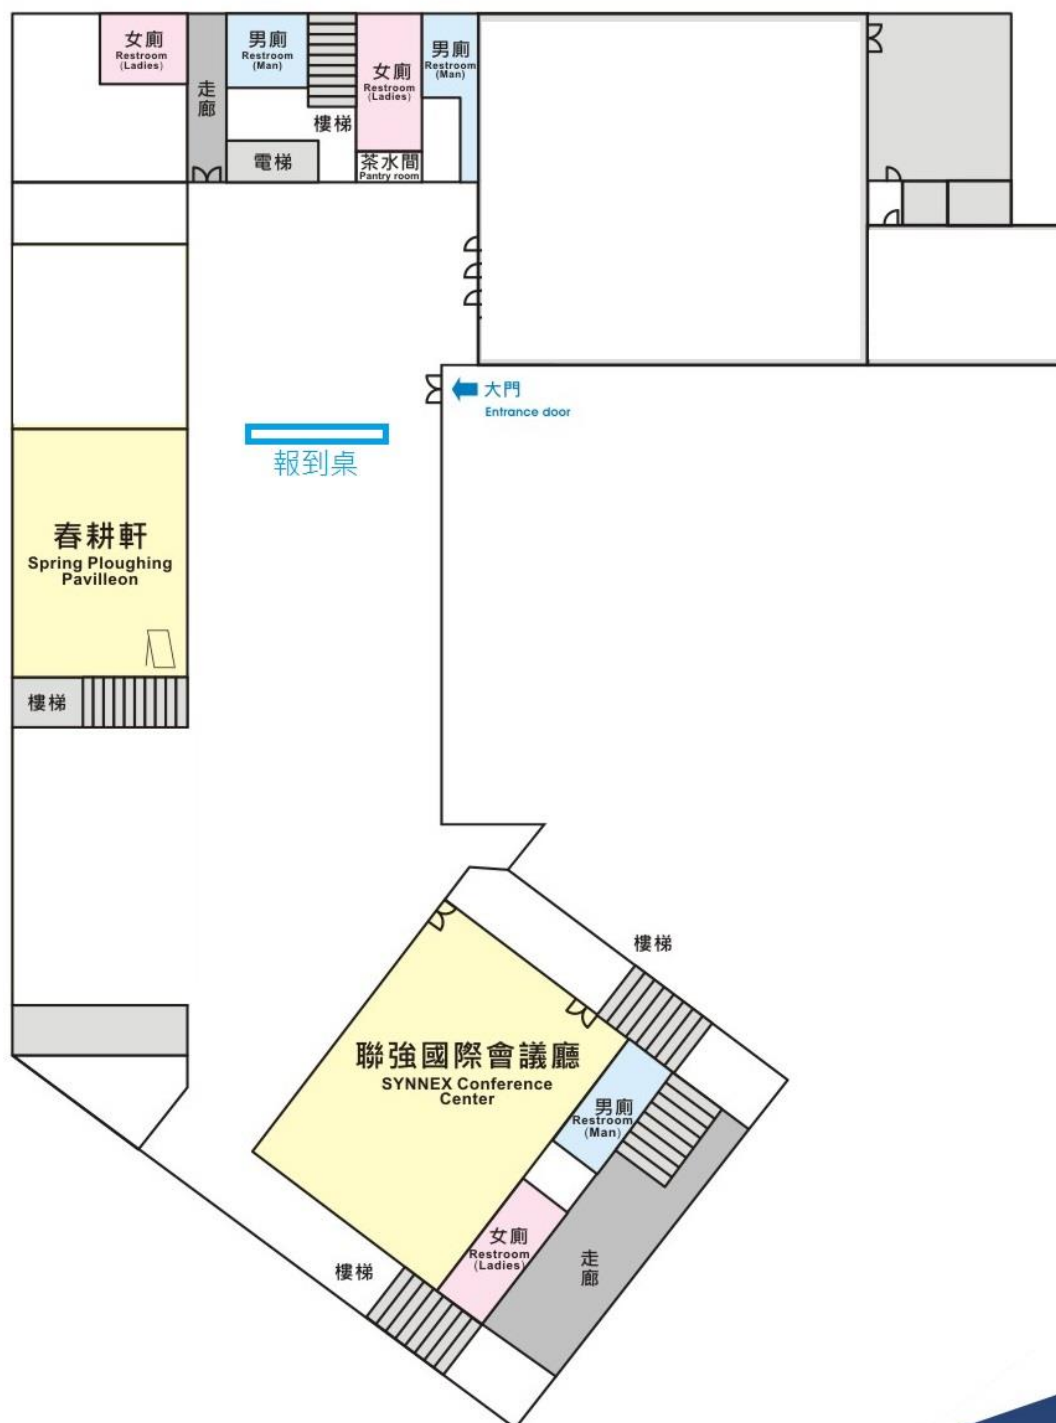 女廁
Restroom
(Ladies)
走
廊
男廁
Restroom
(Man)
樓梯
電梯
女廁
Restroom
(Ladies)
茶水間
Pantry room
男廁
Restroom
(Man)
大門
Entrance door
報到桌
春耕軒
Spring Ploughing
Pavilleon
樓梯
樓梯
聯強國際會議廳
SYNNEX Conference
Center
男廁
Restroom
(Man)
女廁
Restroom
(Ladies)
走
廊
樓梯